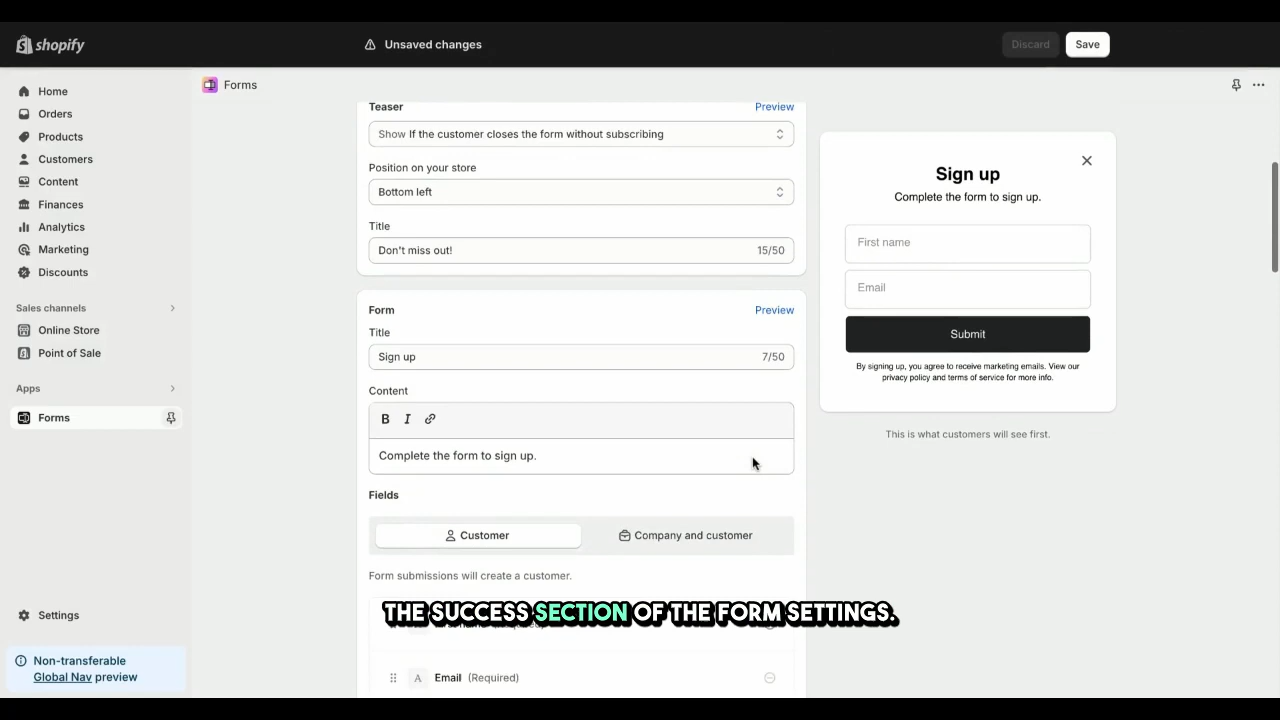 shopify
Unsaved changes
Discard
Save
Home
Orders
Products
Customers
Content
Finances
Analytics
Marketing
Discounts
Sales channels
Online Store
Point of Sale
Apps
Forms
Settings
Non-transferable
Global Nav preview
Forms
Teaser
Preview
Show If the customer closes the form without subscribing
Position on your store
Bottom left
Title
Don't miss out! 15/50
Form
Preview
Title
Sign up 7/50
Content
B I
Complete the form to sign up.
Fields
Customer
Company and customer
Form submissions will create a customer.
THE SUCCESS SECTION OF THE FORM SETTINGS.
A Email (Required)
Sign up
Complete the form to sign up.
First name
Email
Submit
By signing up, you agree to receive marketing emails. View our
privacy policy and terms of service for more info.
This is what customers will see first.